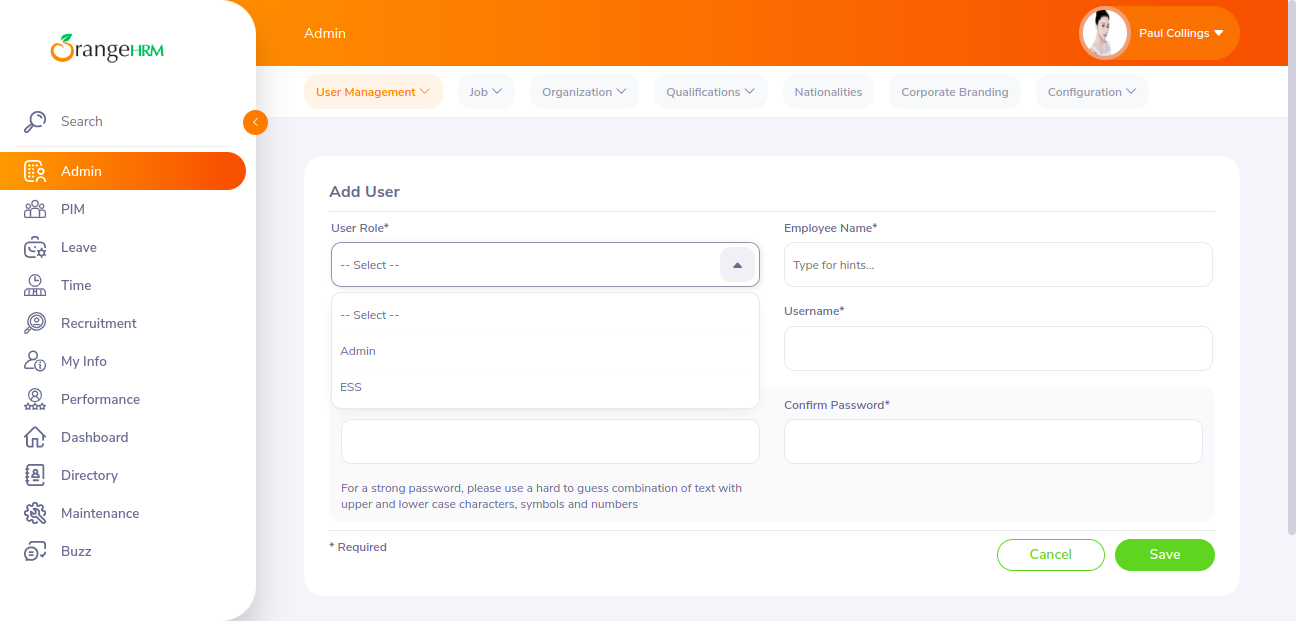 OrangeHRM
Admin
Paul Collings
User Management
Job
Organization
Qualifications
Nationalities
Corporate Branding
Configuration
Search
Admin
PIM
Leave
Time
Recruitment
My Info
Performance
Dashboard
Directory
Maintenance
Buzz
Add User
User Role*
Employee Name*
-- Select --
Type for hints...
-- Select --
Admin
ESS
Username*
Confirm Password*
For a strong password, please use a hard to guess combination of text with
upper and lower case characters, symbols and numbers
* Required
Cancel
Save